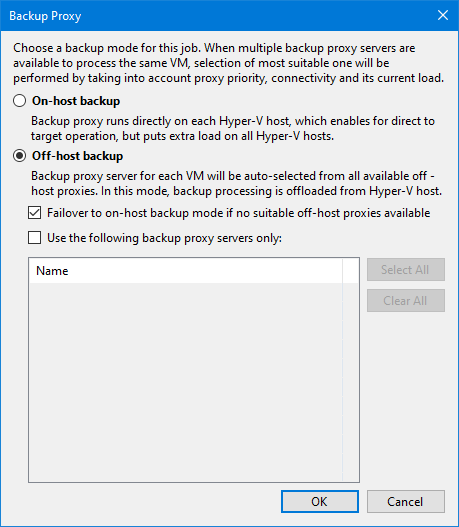 Backup Proxy
Choose a backup mode for this job. When multiple backup proxy servers are
available to process the same VM, selection of most suitable one will be
performed by taking into account proxy priority, connectivity and its current load.
On-host backup
Backup proxy runs directly on each Hyper-V host, which enables for direct to
target operation, but puts extra load on all Hyper-V hosts.
Off-host backup
Backup proxy server for each VM will be auto-selected from all available off -
host proxies. In this mode, backup processing is offloaded from Hyper-V host.
Failover to on-host backup mode if no suitable off-host proxies available
Use the following backup proxy servers only:
Name
Select All
Clear All
OK
Cancel